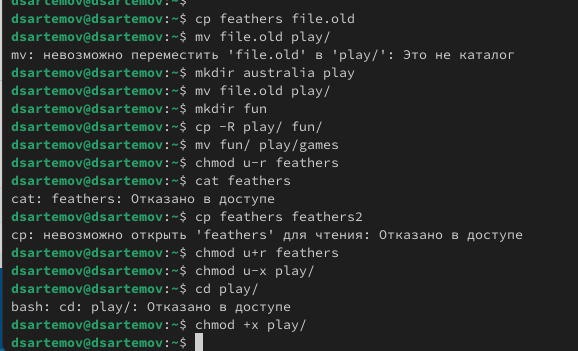 dsartemov@dsartemov:~$
dsartemov@dsartemov:~$ cp feathers file.old
dsartemov@dsartemov:~$ mv file.old play/
mv: невозможно переместить 'file.old' в 'play/': Это не каталог
dsartemov@dsartemov:~$ mkdir australia play
dsartemov@dsartemov:~$ mv file.old play/
dsartemov@dsartemov:~$ mkdir fun
dsartemov@dsartemov:~$ cp -R play/ fun/
dsartemov@dsartemov:~$ mv fun/ play/games
dsartemov@dsartemov:~$ chmod u-r feathers
dsartemov@dsartemov:~$ cat feathers
cat: feathers: Отказано в доступе
dsartemov@dsartemov:~$ cp feathers feathers2
cp: невозможно открыть 'feathers' для чтения: Отказано в доступе
dsartemov@dsartemov:~$ chmod u+r feathers
dsartemov@dsartemov:~$ chmod u-x play/
dsartemov@dsartemov:~$ cd play/
bash: cd: play/: Отказано в доступе
dsartemov@dsartemov:~$ chmod +x play/
dsartemov@dsartemov:~$